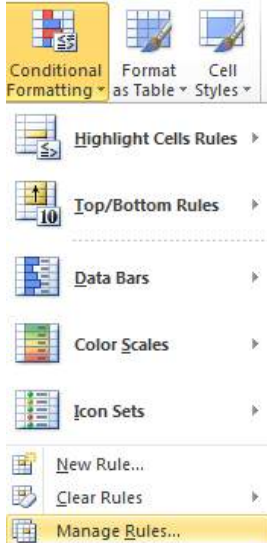 Conditional Format Cell
Formatting as Table Styles
Highlight Cells Rules
10
Top/Bottom Rules
Data Bars
Color Scales
Icon Sets
New Rule...
Clear Rules
Manage Rules...